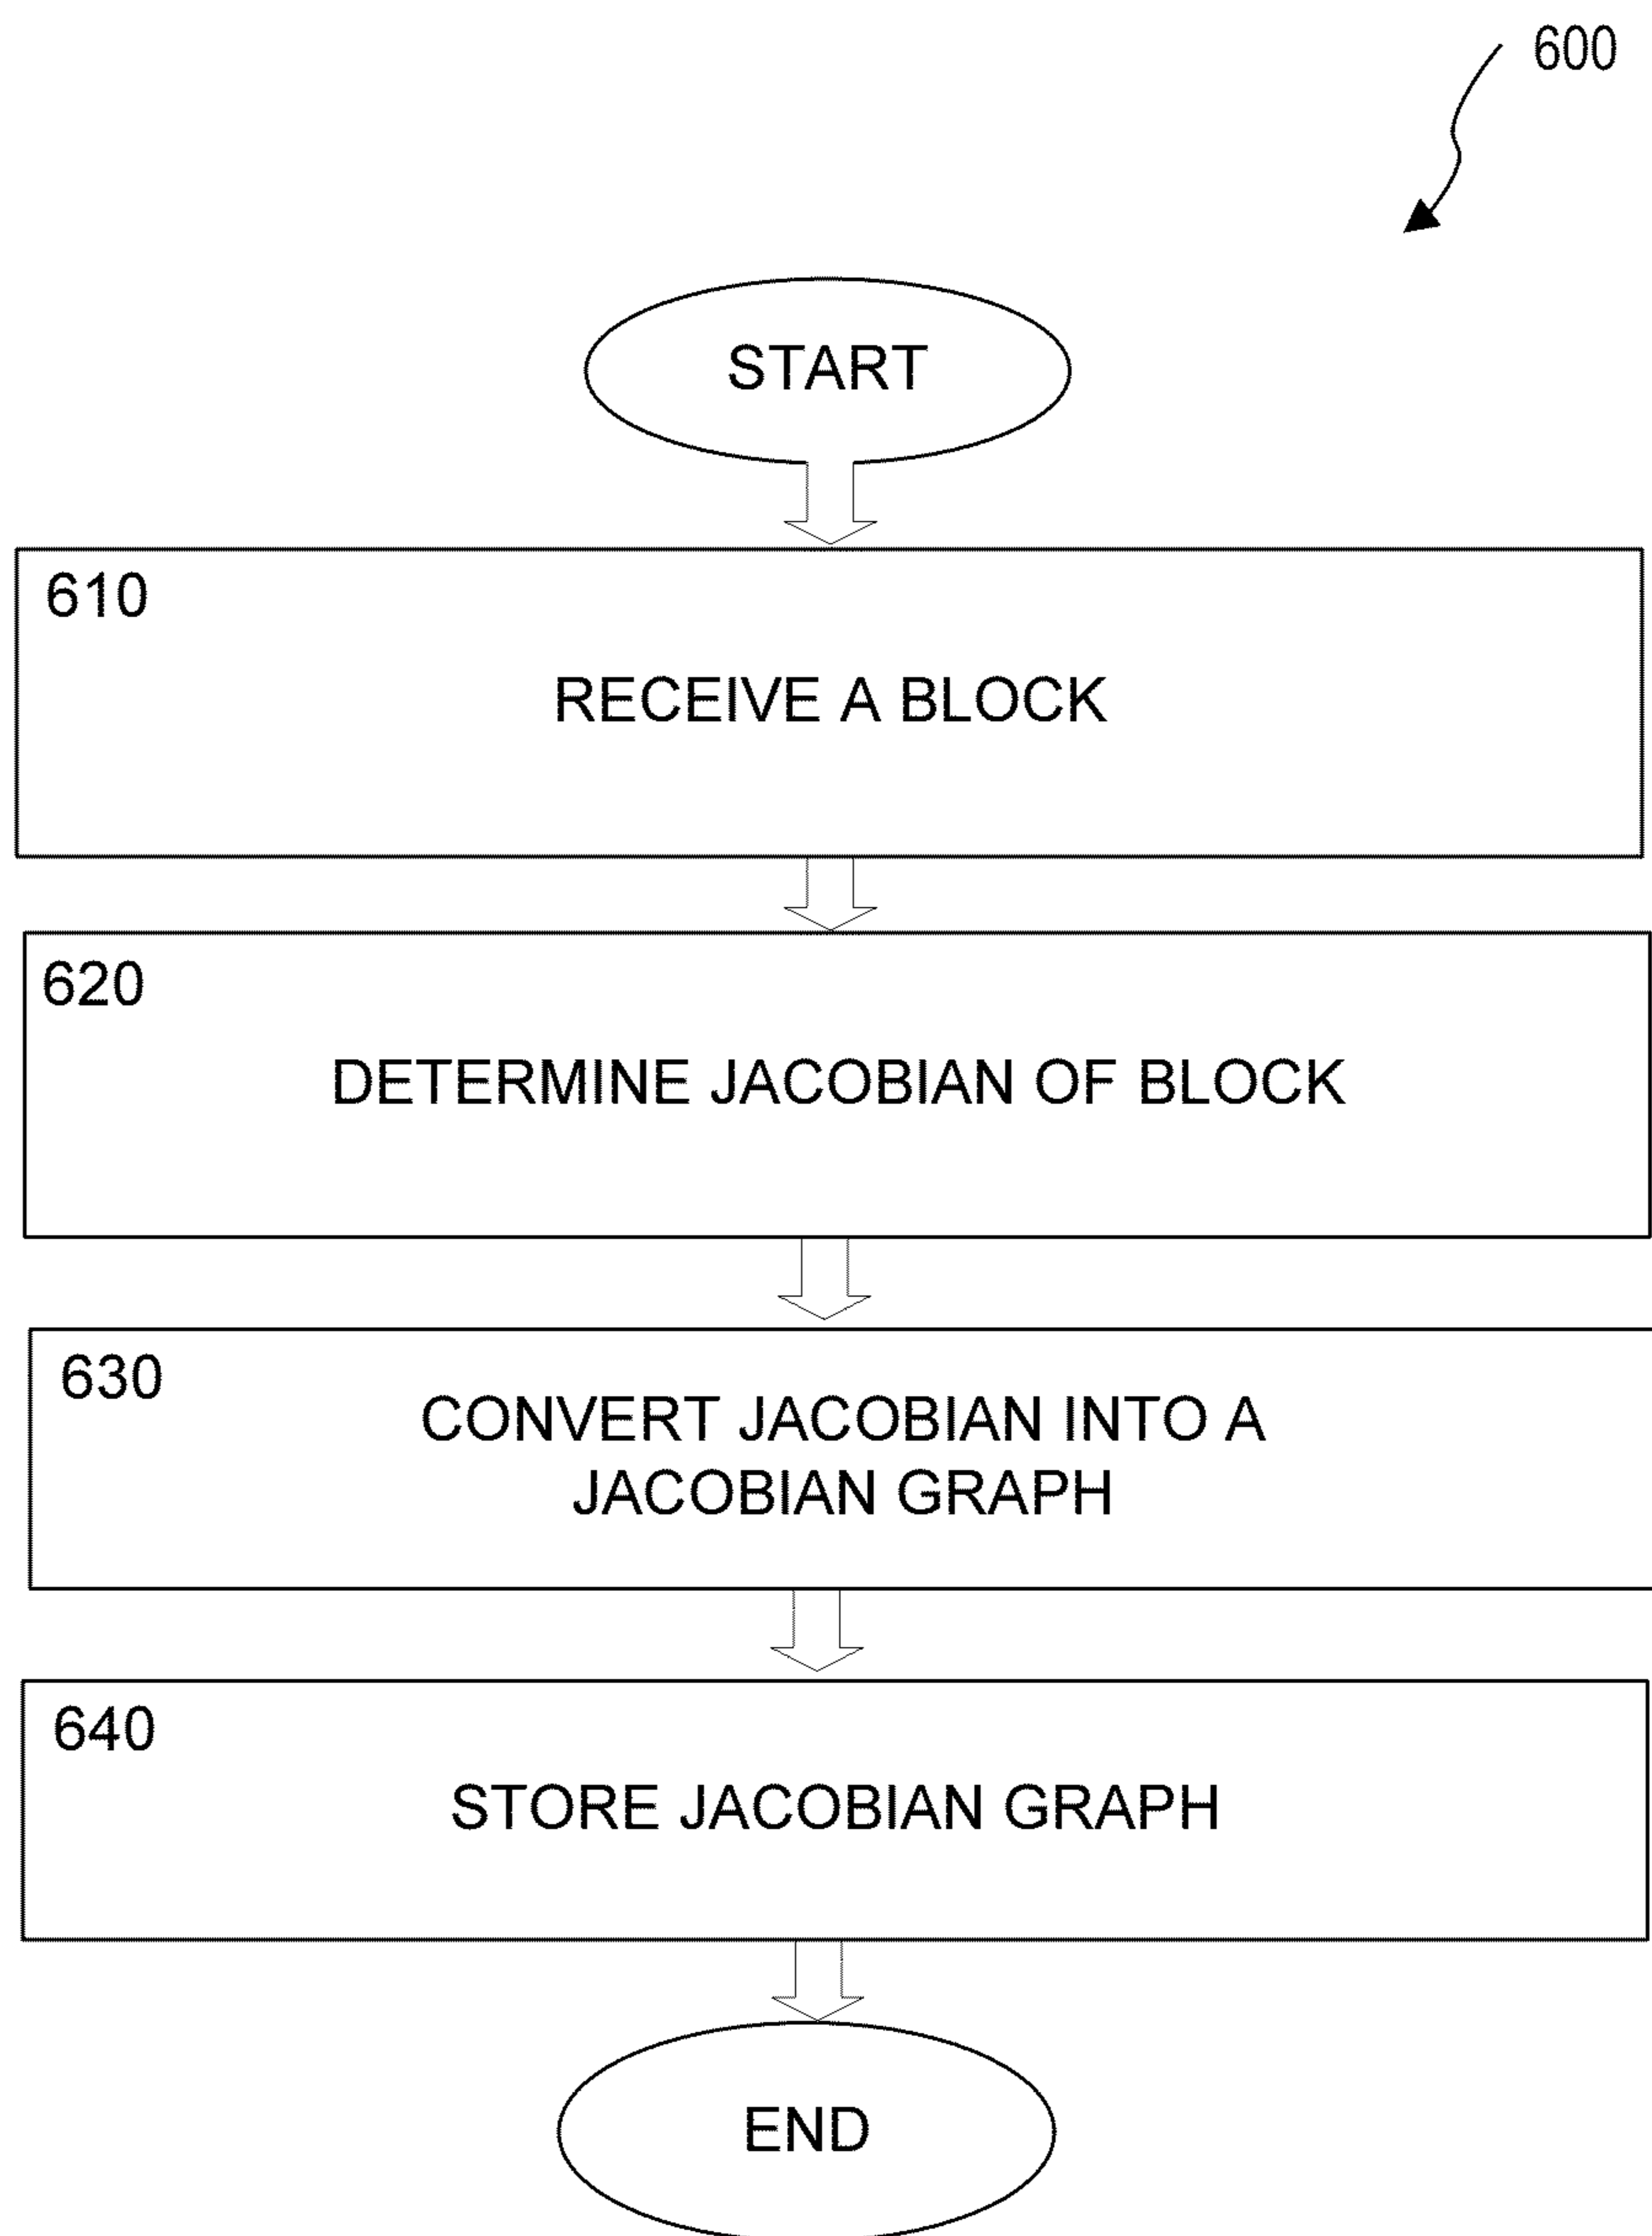 600
START
610
RECEIVE A BLOCK
620
DETERMINE JACOBIAN OF BLOCK
630
CONVERT JACOBIAN INTO A
JACOBIAN GRAPH
640
STORE JACOBIAN GRAPH
END